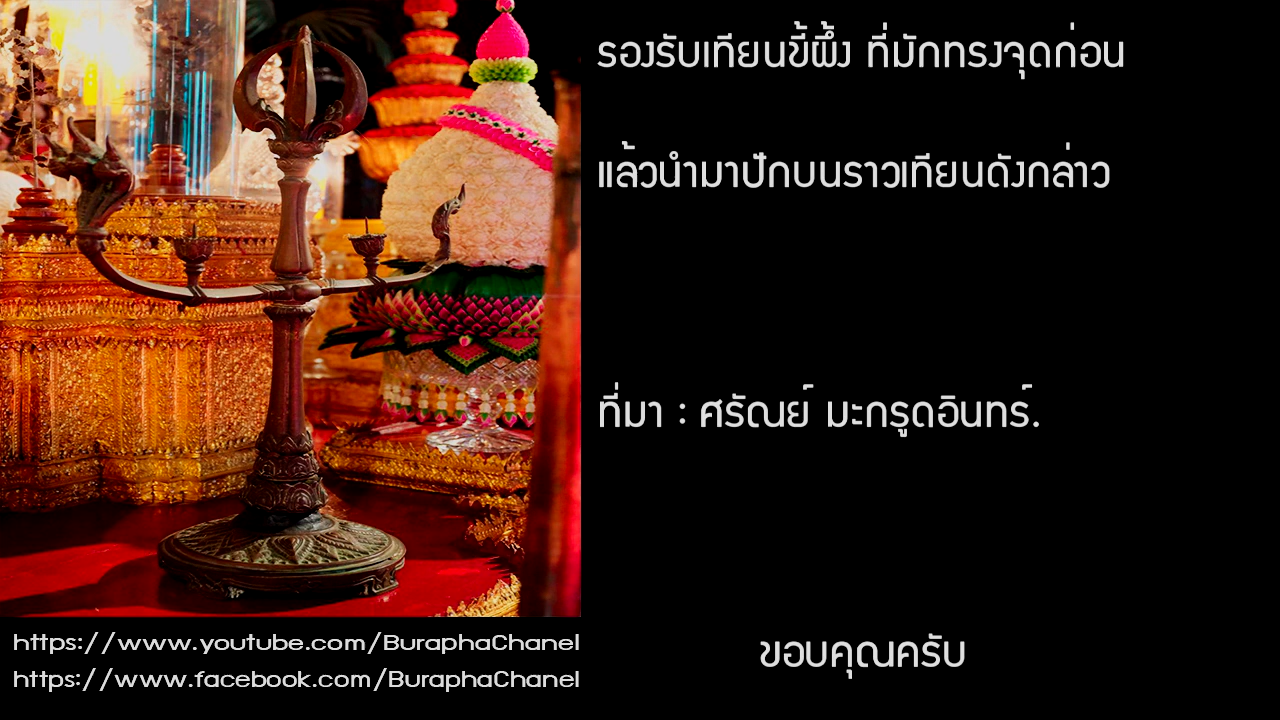 รองรับเทียนขี้ผึ้ง ที่มักทรงจุดก่อน
แล้วนำมาปักบนราวเทียนดังกล่าว
ที่มา : ศรัณย์ มะกรูดอินทร์.
ขอบคุณครับ
https://www.youtube.com/BuraphaChanel
https://www.facebook.com/BuraphaChanel